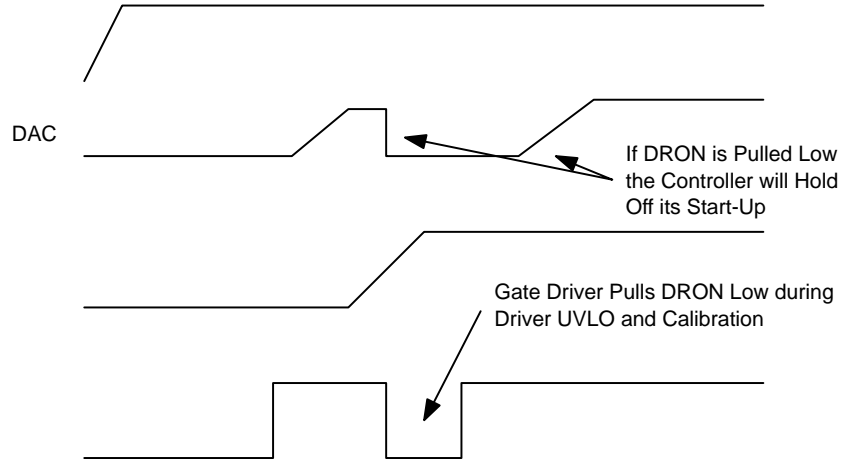 DAC
If DRON is Pulled Low
the Controller will Hold
Off its Start-Up
Gate Driver Pulls DRON Low during
Driver UVLO and Calibration